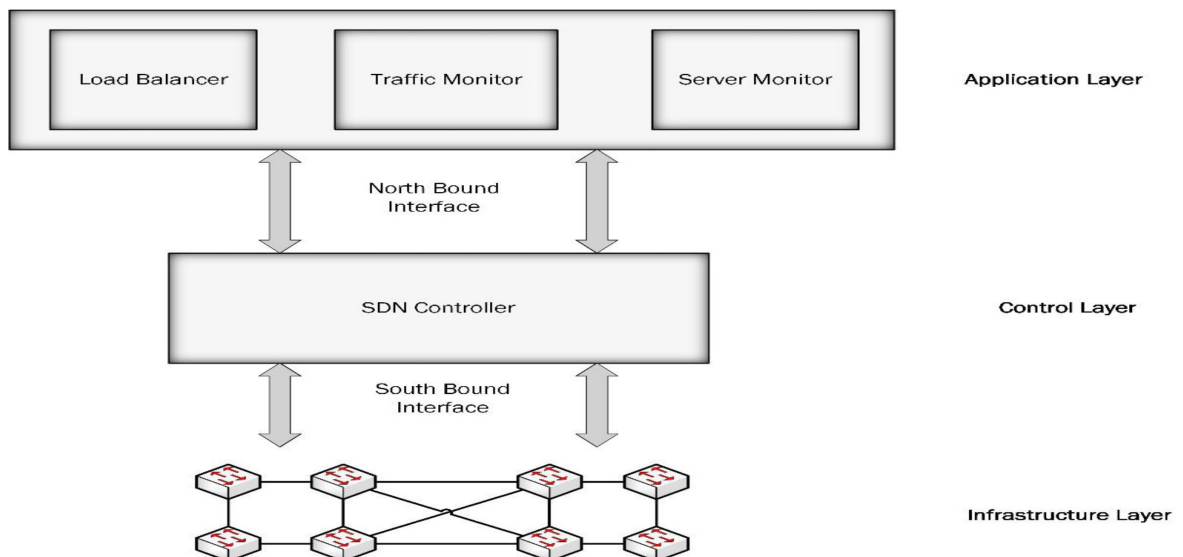 Load Balancer
Traffic Monitor
Server Monitor
Application Layer
North Bound
Interface
SDN Controller
Control Layer
South Bound
Interface
Infrastructure Layer